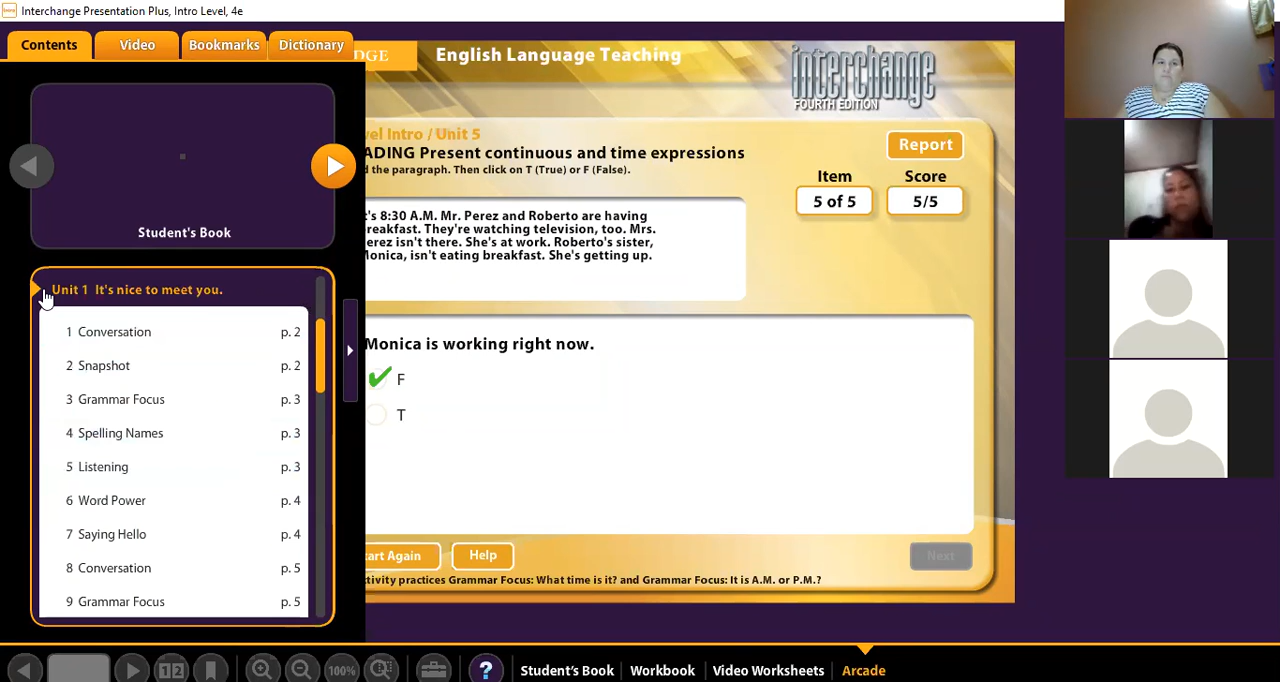 Interchange Presentation Plus, Intro Level, 4e
Contents
Video
Bookmarks
Dictionary
DGE
English Language Teaching
interchange
FOURTH EDITION
Student's Book
Unit 1 It's nice to meet you.
1 Conversation p. 2
2 Snapshot p. 2
3 Grammar Focus p. 3
4 Spelling Names p. 3
5 Listening p. 3
6 Word Power p. 4
7 Saying Hello p. 4
8 Conversation p. 5
9 Grammar Focus p. 5
vel Intro / Unit 5
ADING Present continuous and time expressions
d the paragraph. Then click on T (True) or F (False).
Report
Item
Score
5 of 5
5/5
t's 8:30 A.M. Mr. Perez and Roberto are having
reakfast. They're watching television, too. Mrs.
erez isn't there. She's at work. Roberto's sister,
Monica, isn't eating breakfast. She's getting up.
Monica is working right now.
F
T
tart Again
Help
Next
tivity practices Grammar Focus: What time is it? and Grammar Focus: It is A.M. or P.M.?
1 2
100%
?
Student's Book
Workbook
Video Worksheets
Arcade